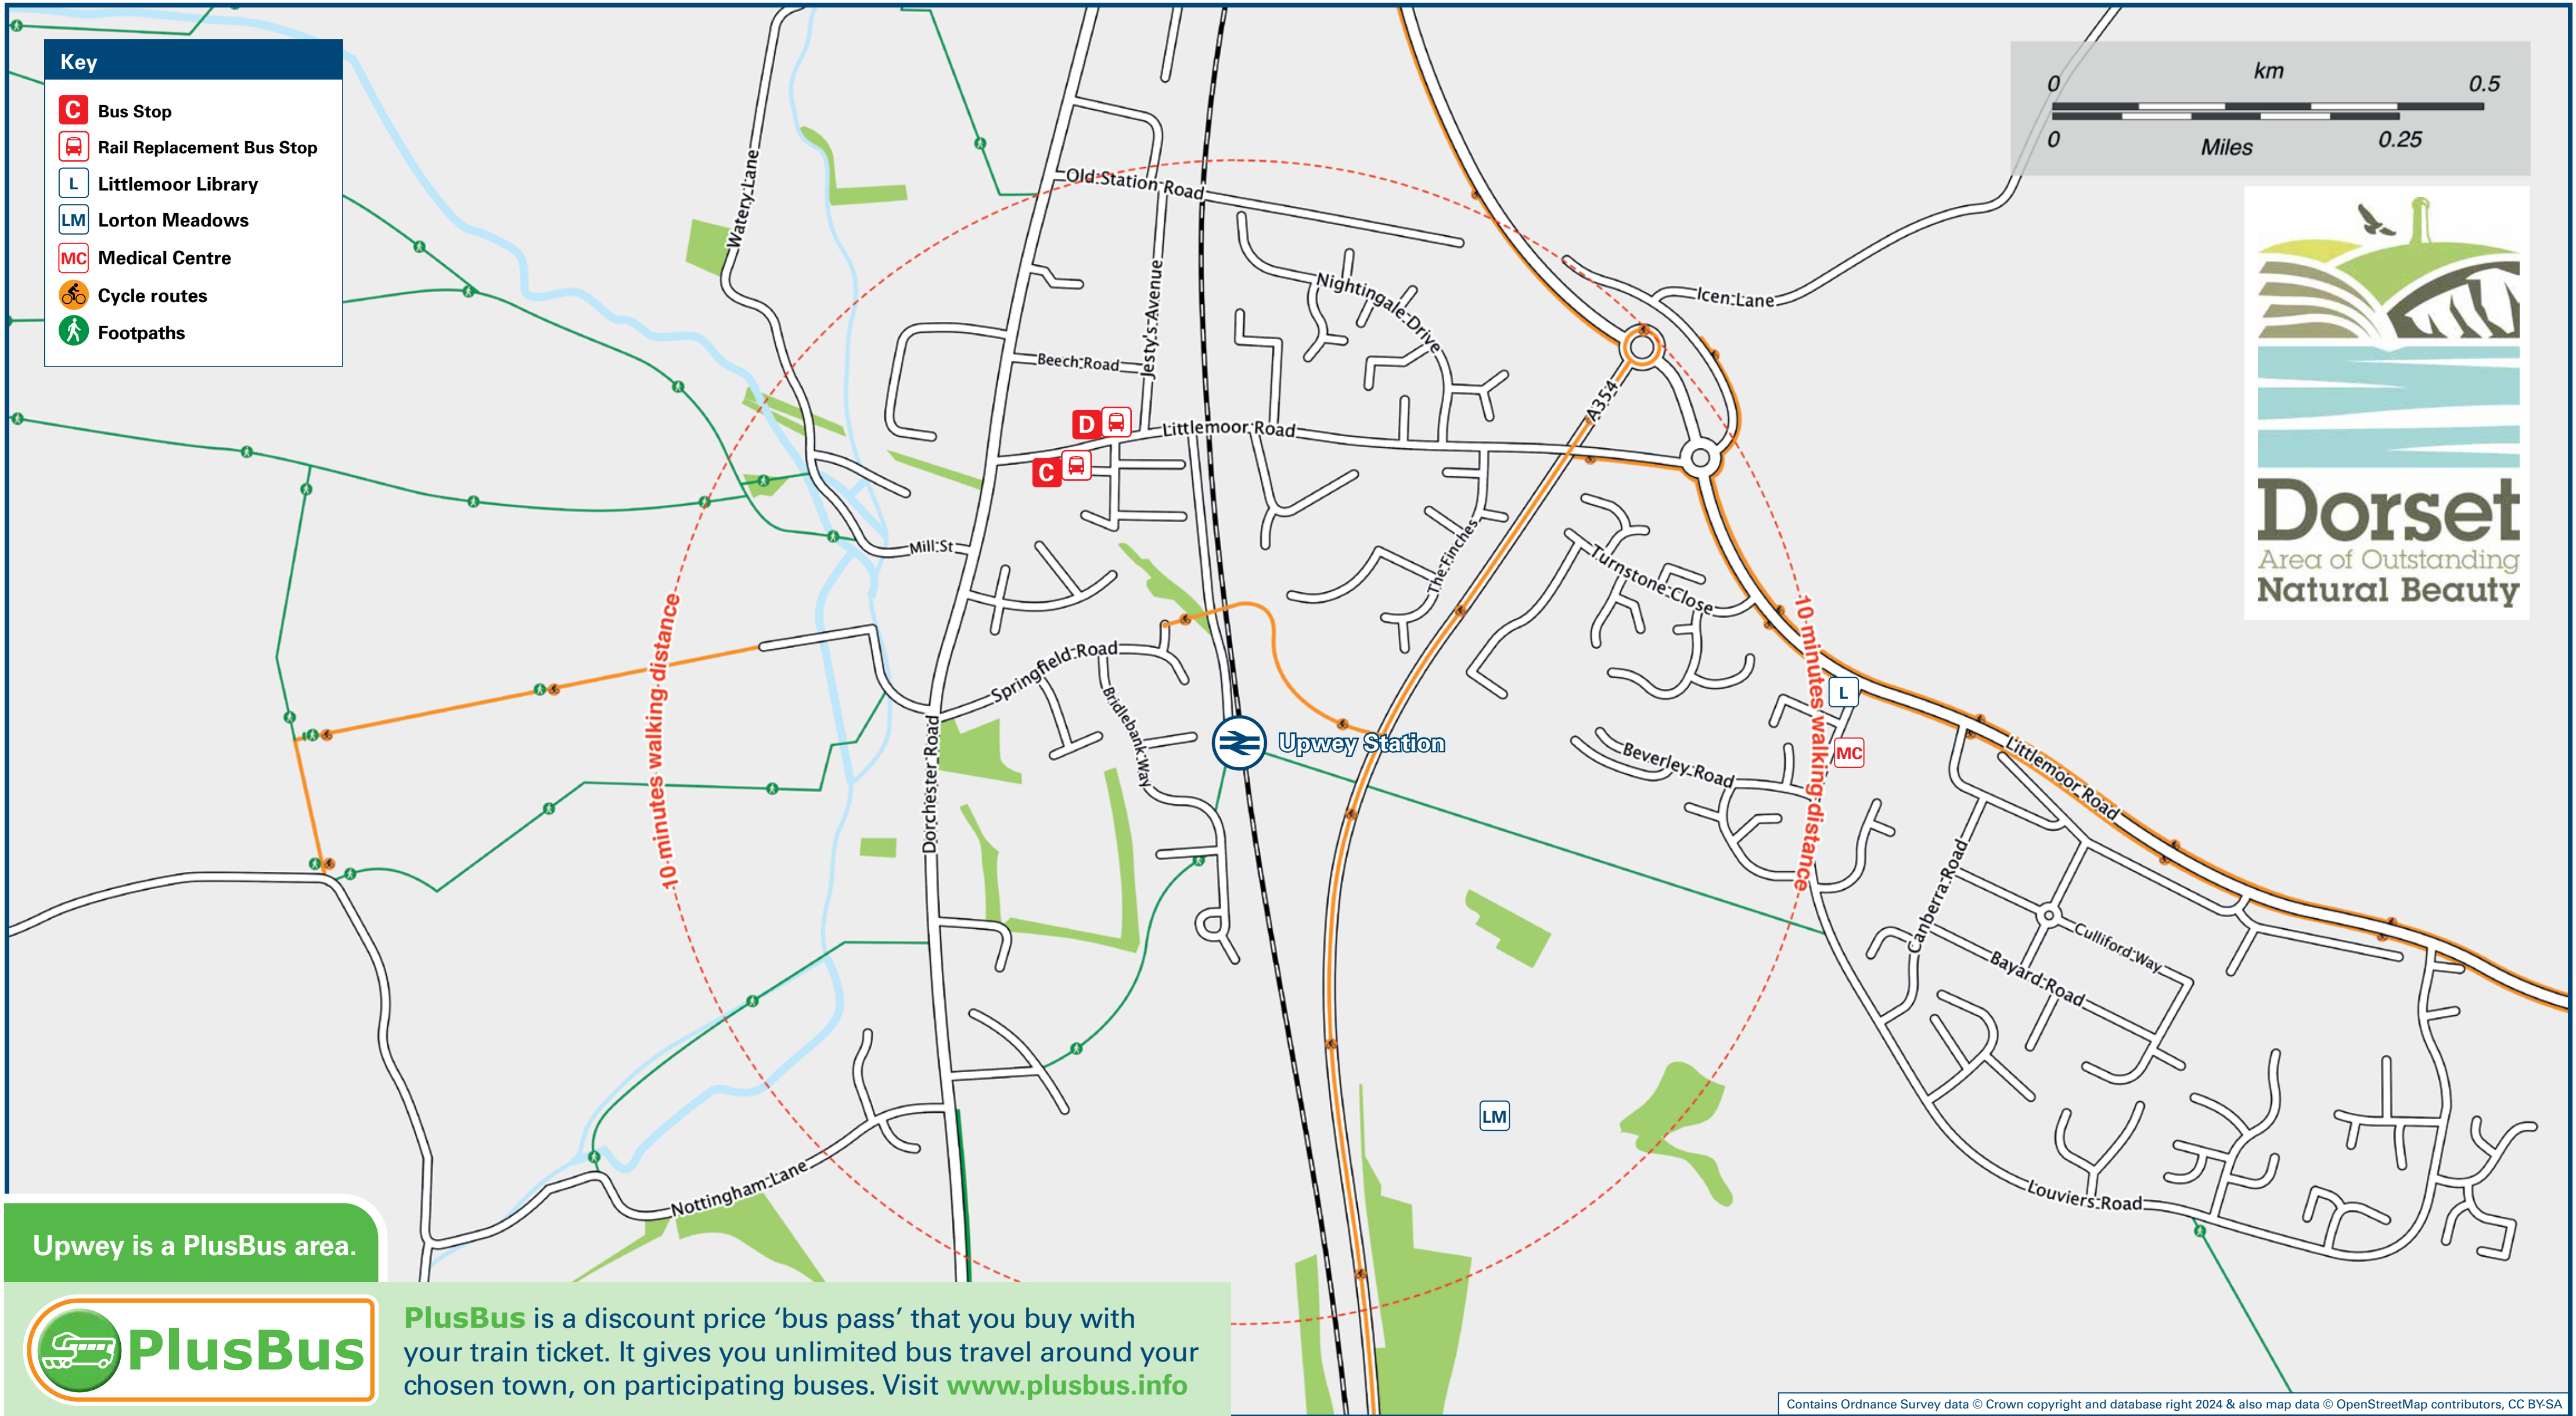 Key
C Bus Stop
Rail Replacement Bus Stop
L Littlemoor Library
LM Lorton Meadows
MC Medical Centre
Cycle routes
Footpaths
km
0 0.5
0 0.25
Miles
Dorset
Area of Outstanding
Natural Beauty
Watery Lane
Old Station Road
Jesty's Avenue
Nightingale Drive
Icen Lane
Beech Road
A354
D
Littlemoor Road
C
Mill St
The Finches
Turnstone Close
10 minutes walking distance
10 minutes walking distance
Springfield Road
Bridlebank Way
L
Dorchester Road
Upwey Station
MC
Beverley Road
Littlemoor Road
Canberra Road
Culliford Way
Bayard Road
LM
Nottingham Lane
Louviers Road
Upwey is a PlusBus area.
PlusBus
PlusBus is a discount price ‘bus pass’ that you buy with
your train ticket. It gives you unlimited bus travel around your
chosen town, on participating buses. Visit www.plusbus.info
Contains Ordnance Survey data © Crown copyright and database right 2024 & also map data © OpenStreetMap contributors, CC BY-SA